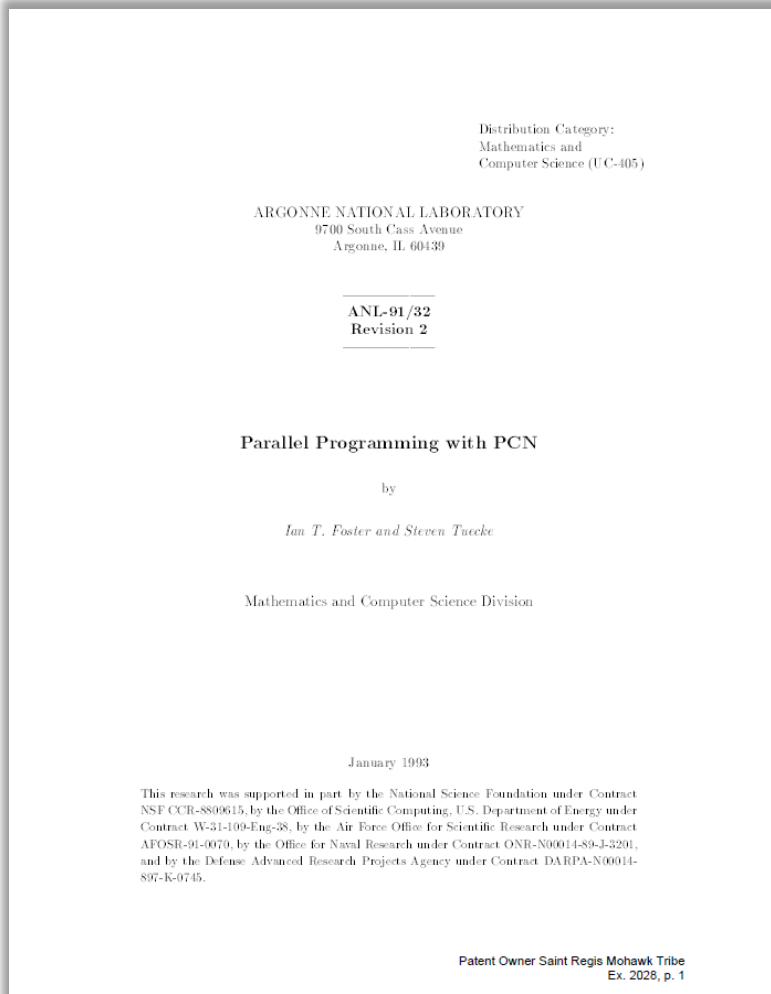 Distribution Category:
Mathematics and
Computer Science (UC-405)
ARGONNE NATIONAL LABORATORY
9700 South Cass Avenue
Argonne, IL 60439
ANL-91/32
Revision 2
Parallel Programming with PCN
by
Ian T. Foster and Steven Tuecke
Mathematics and Computer Science Division
January 1993
This research was supported in part by the National Science Foundation under Contract
NSF CCR-8809615, by the Office of Scientific Computing, U.S. Department of Energy under
Contract W-31-109-Eng-38, by the Air Force Office for Scientific Research under Contract
AFOSR-91-0070, by the Office for Naval Research under Contract ONR-N00014-89-J-3201,
and by the Defense Advanced Research Projects Agency under Contract DARPA-N00014-
897-K-0745.
Patent Owner Saint Regis Mohawk Tribe
Ex. 2028, p. 1